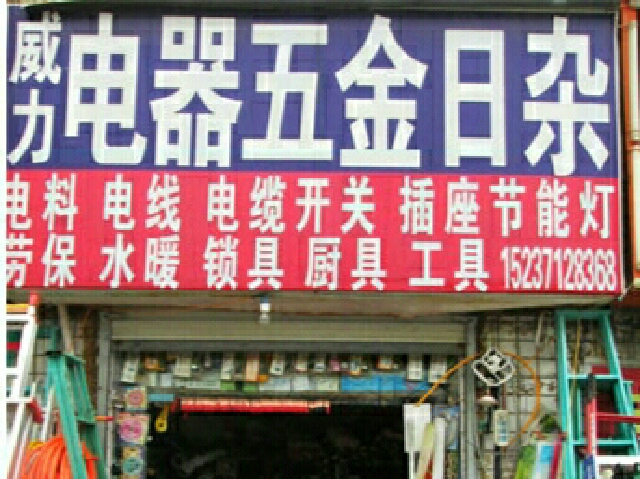 威力
电器五金日杂
电料 电线 电缆开关 插座节能灯
劳保 水暖 锁具 厨具 工具 15237128368